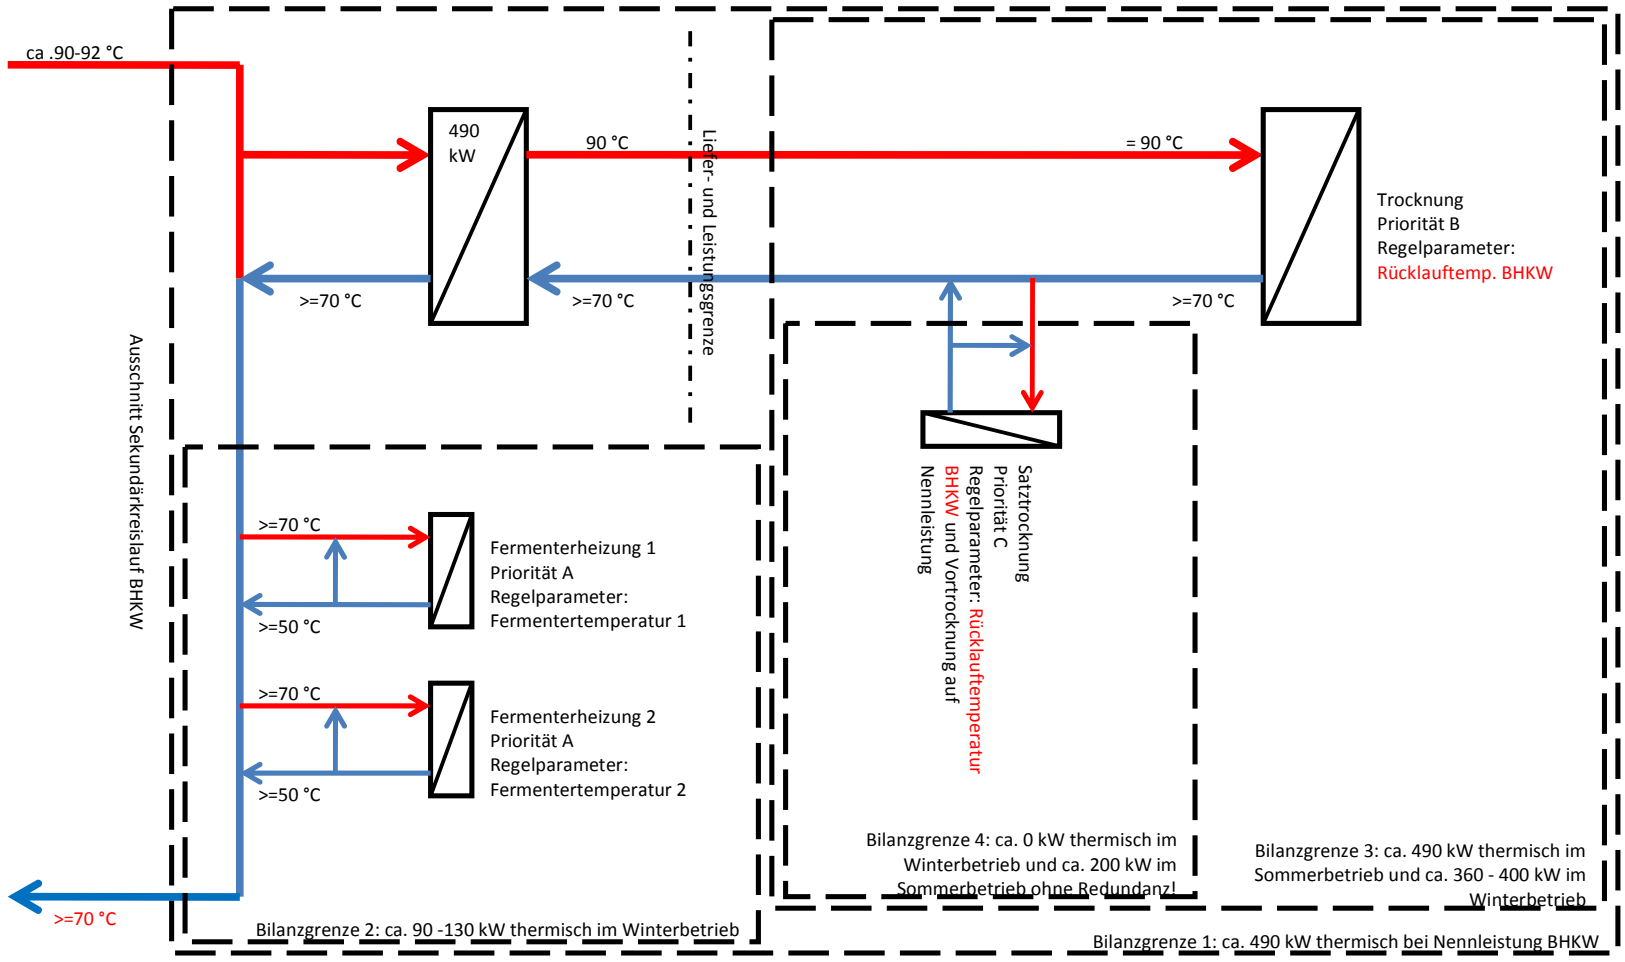 ca .90-92 °C
490
kW
90 °C
= 90 °C
Liefer- und Leistungsgrenze
Trocknung
Priorität B
Regelparameter:
Rücklauftemp. BHKW
>=70 °C
>=70 °C
>=70 °C
Ausschnitt Sekundärkreislauf BHKW
Satztrocknung
Priorität C
Regelparameter: Rücklauftemperatur
BHKW und Vortrocknung auf
Nennleistung
>=70 °C
Fermenterheizung 1
Priorität A
Regelparameter:
Fermentertemperatur 1
>=50 °C
>=70 °C
Fermenterheizung 2
Priorität A
Regelparameter:
Fermentertemperatur 2
>=50 °C
Bilanzgrenze 4: ca. 0 kW thermisch im
Winterbetrieb und ca. 200 kW im
Sommerbetrieb ohne Redundanz!
Bilanzgrenze 3: ca. 490 kW thermisch im
Sommerbetrieb und ca. 360 - 400 kW im
Winterbetrieb
>=70 °C
Bilanzgrenze 2: ca. 90 -130 kW thermisch im Winterbetrieb
Bilanzgrenze 1: ca. 490 kW thermisch bei Nennleistung BHKW